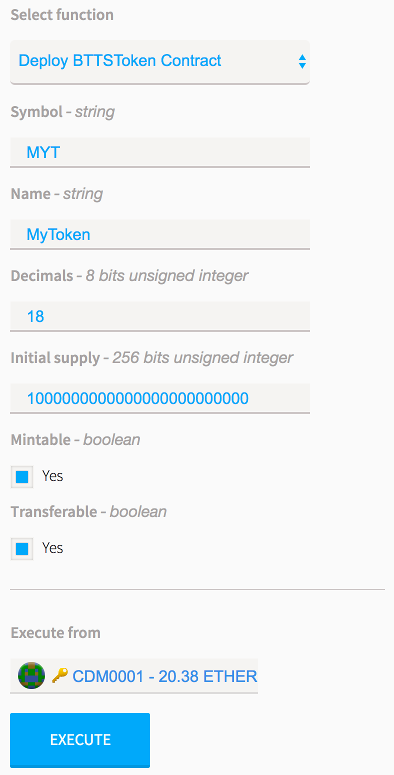 Select function
Deploy BTTSToken Contract
Symbol - string
MYT
Name - string
MyToken
Decimals - 8 bits unsigned integer
18
Initial supply - 256 bits unsigned integer
1000000000000000000000000
Mintable - boolean
Yes
Transferable - boolean
Yes
Execute from
CDM0001 - 20.38 ETHER
EXECUTE